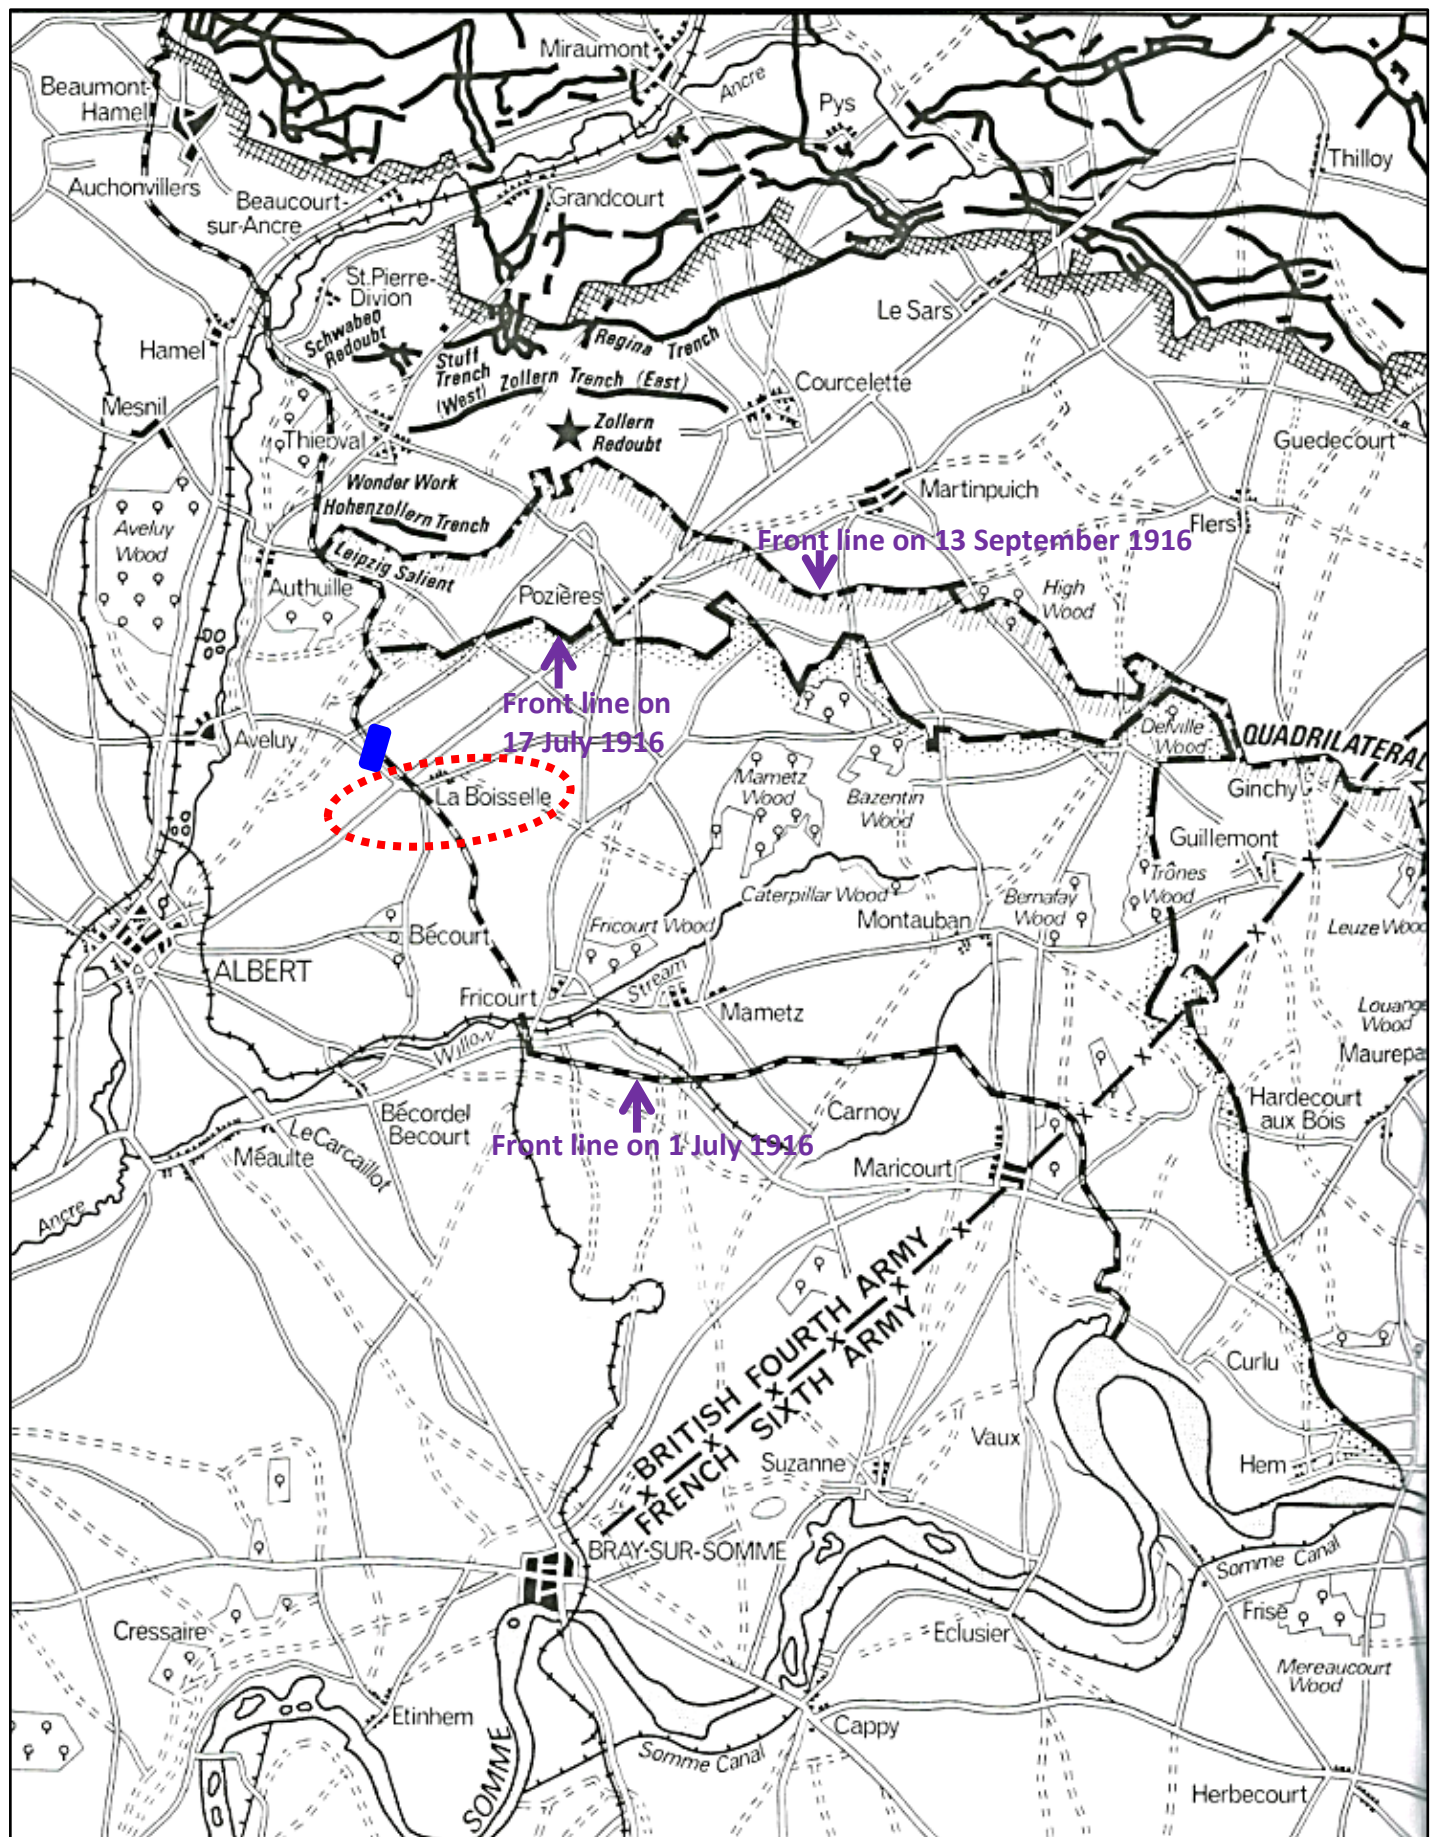 Miraumont
Beaumont-
Hamel
Ancre
Pys
Thilloy
Auchonvillers
Beaucourt-
sur-Ancre
Grandcourt
St.Pierre-
Divion
Le Sars
Schwaben
Redoubt
Hamel
Regina Trench
Stuff
Trench
(West)
Zollern Trench (East)
Courcelette
Mesnil
Zollern
Redoubt
Thiepval
Guedecourt
Wonder Work
Martinpuich
Hohenzollern Trench
Flers
Aveluy
Wood
Front line on 13 September 1916
Leipzig Salient
Authuille
Pozières
High
Wood
Front line on
17 July 1916
Aveluy
Delville
Wood
QUADRILATERAL
Mametz
Wood
Bazentin
Wood
Ginchy
La Boisselle
Guillemont
Trônes
Wood
Caterpillar Wood
Bernafay
Wood
Montauban
Fricourt Wood
Leuze Wood
Bécourt
ALBERT
Stream
Fricourt
Mametz
Louange
Wood
Willow
Maurepa
Hardecourt
aux Bois
Bécordel
Becourt
Carnoy
Le Carcaillot
Méaulte
Front line on 1 July 1916
Maricourt
Ancre
BRITISH FOURTH ARMY
FRENCH SIXTH ARMY
Curlu
Vaux
Suzanne
Hem
BRAY-SUR-SOMME
Somme Canal
Cressaire
Eclusier
Frise
Mereaucourt
Wood
Etinhem
Cappy
SOMME
Somme Canal
Herbecourt